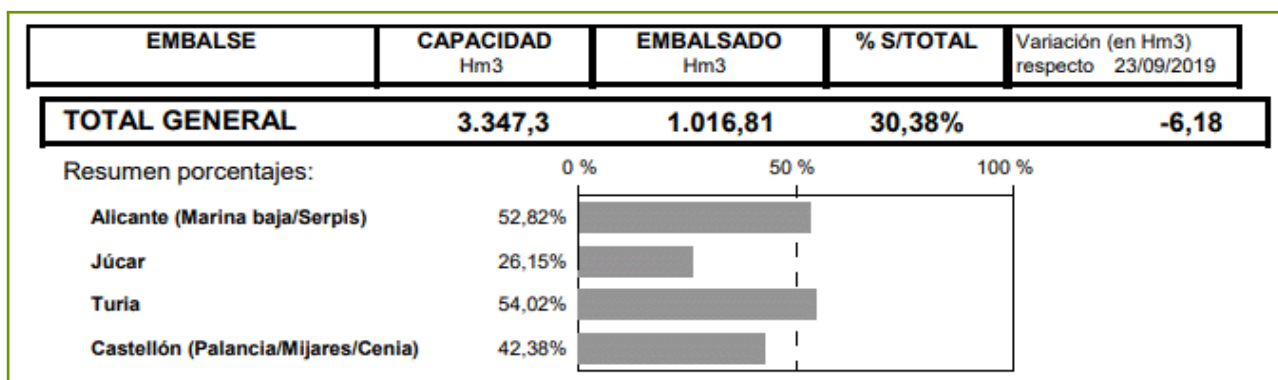 EMBALSE CAPACIDAD EMBALSADO % S/TOTAL Variación (en Hm3)
Hm3 Hm3 respecto 23/09/2019
TOTAL GENERAL 3.347,3 1.016,81 30,38% -6,18
Resumen porcentajes: 0 % 50 % 100 %
Alicante (Marina baja/Serpis) 52,82%
Júcar 26,15%
Turia 54,02%
Castellón (Palancia/Mijares/Cenia) 42,38%